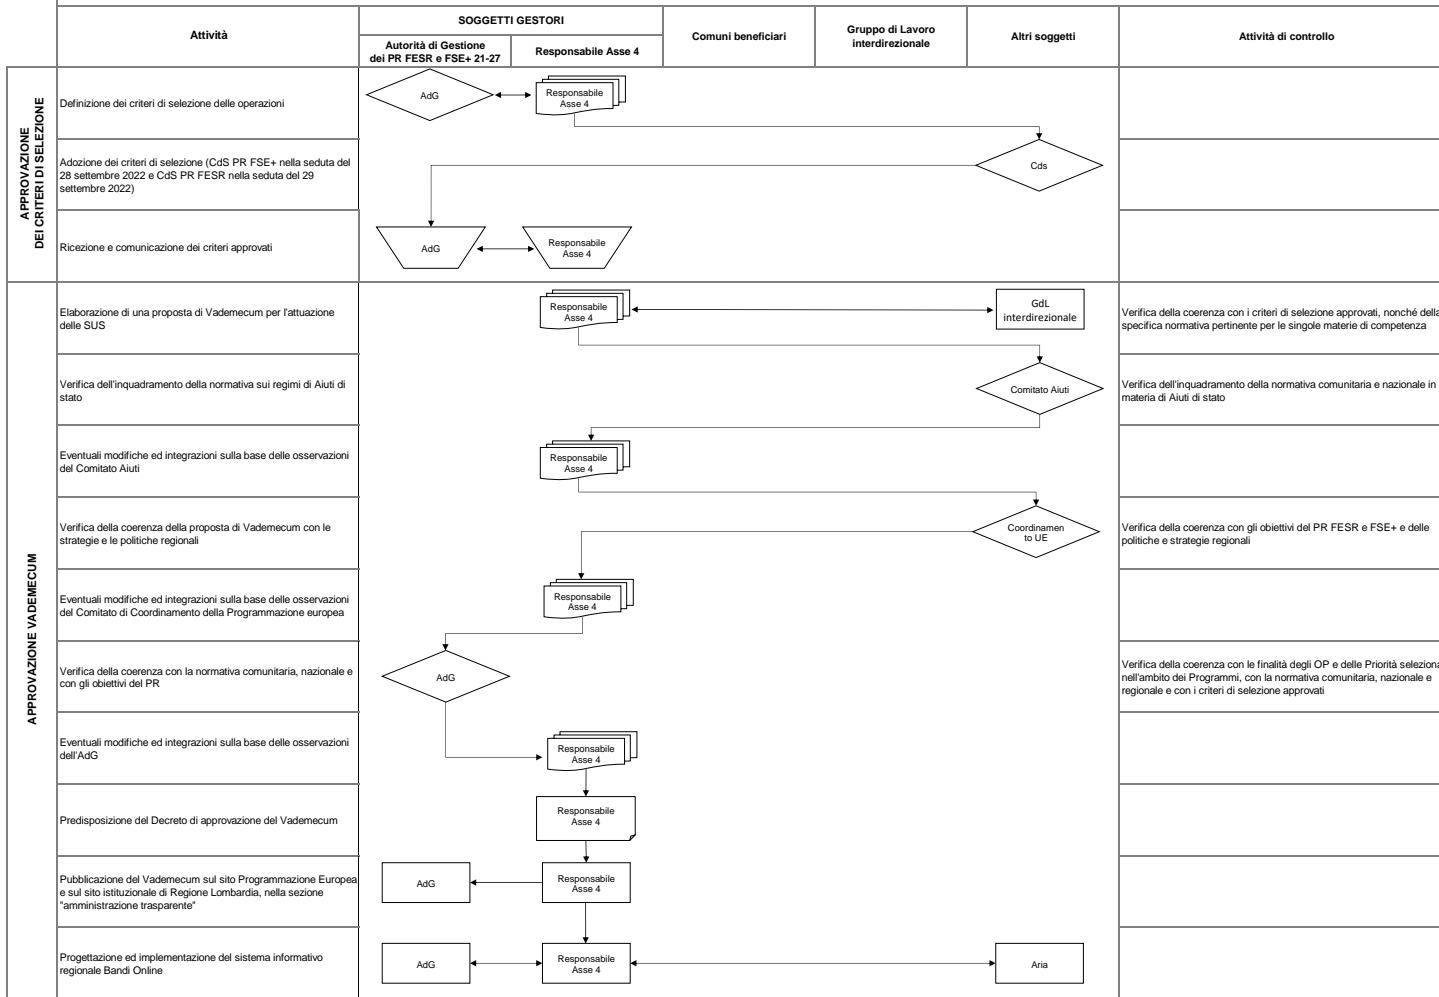 Attività
SOGGETTI GESTORI
Autorità di Gestione
dei PR FESR e FSE+ 21-27
Responsabile Asse 4
Comuni beneficiari
Gruppo di Lavoro
interdirezionale
Altri soggetti
Attività di controllo
APPROVAZIONE
DEI CRITERI DI SELEZIONE
Definizione dei criteri di selezione delle operazioni
AdG
Responsabile
Asse 4
Adozione dei criteri di selezione (CdS PR FSE+ nella seduta del
28 settembre 2022 e CdS PR FESR nella seduta del 29
settembre 2022)
Cds
Ricezione e comunicazione dei criteri approvati
AdG
Responsabile
Asse 4
APPROVAZIONE VADEMECUM
Elaborazione di una proposta di Vademecum per l'attuazione
delle SUS
Responsabile
Asse 4
GdL
interdirezionale
Verifica della coerenza con i criteri di selezione approvati, nonché della
specifica normativa pertinente per le singole materie di competenza
Verifica dell'inquadramento della normativa sui regimi di Aiuti di
stato
Comitato Aiuti
Verifica dell'inquadramento della normativa comunitaria e nazionale in
materia di Aiuti di stato
Eventuali modifiche ed integrazioni sulla base delle osservazioni
del Comitato Aiuti
Responsabile
Asse 4
Verifica della coerenza della proposta di Vademecum con le
strategie e le politiche regionali
Coordinamen
to UE
Verifica della coerenza con gli obiettivi del PR FESR e FSE+ e delle
politiche e strategie regionali
Eventuali modifiche ed integrazioni sulla base delle osservazioni
del Comitato di Coordinamento della Programmazione europea
Responsabile
Asse 4
Verifica della coerenza con la normativa comunitaria, nazionale e
con gli obiettivi del PR
AdG
Verifica della coerenza con le finalità degli OP e delle Priorità seleziona
nell'ambito dei Programmi, con la normativa comunitaria, nazionale e
regionale e con i criteri di selezione approvati
Eventuali modifiche ed integrazioni sulla base delle osservazioni
dell'AdG
Responsabile
Asse 4
Predisposizione del Decreto di approvazione del Vademecum
Responsabile
Asse 4
Pubblicazione del Vademecum sul sito Programmazione Europea
e sul sito istituzionale di Regione Lombardia, nella sezione
"amministrazione trasparente"
AdG
Responsabile
Asse 4
Progettazione ed implementazione del sistema informativo
regionale Bandi Online
AdG
Responsabile
Asse 4
Aria